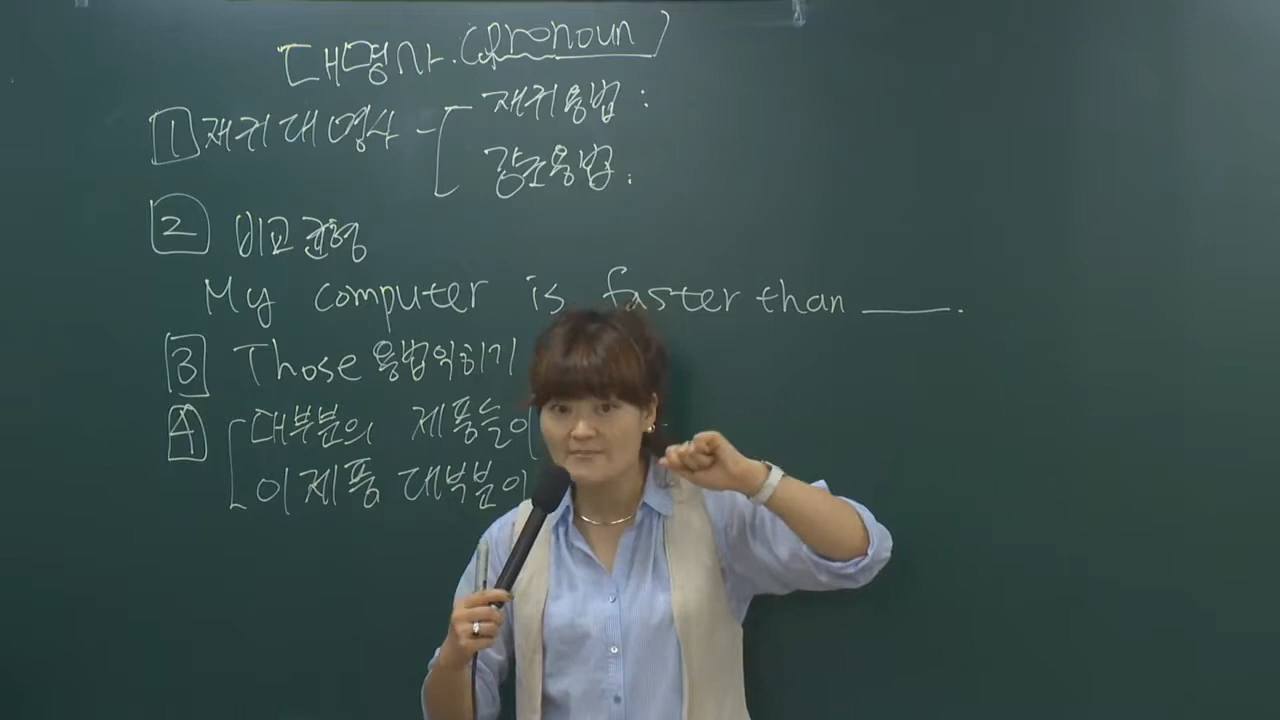 대명사. (pronoun)
1 재귀대명사 - [ 재귀용법 :
강조용법 :
2 비교균형
My computer is faster than ____.
3 Those 용법익히기
4 [ 대부분의 제품들이
이 제품 대부분이